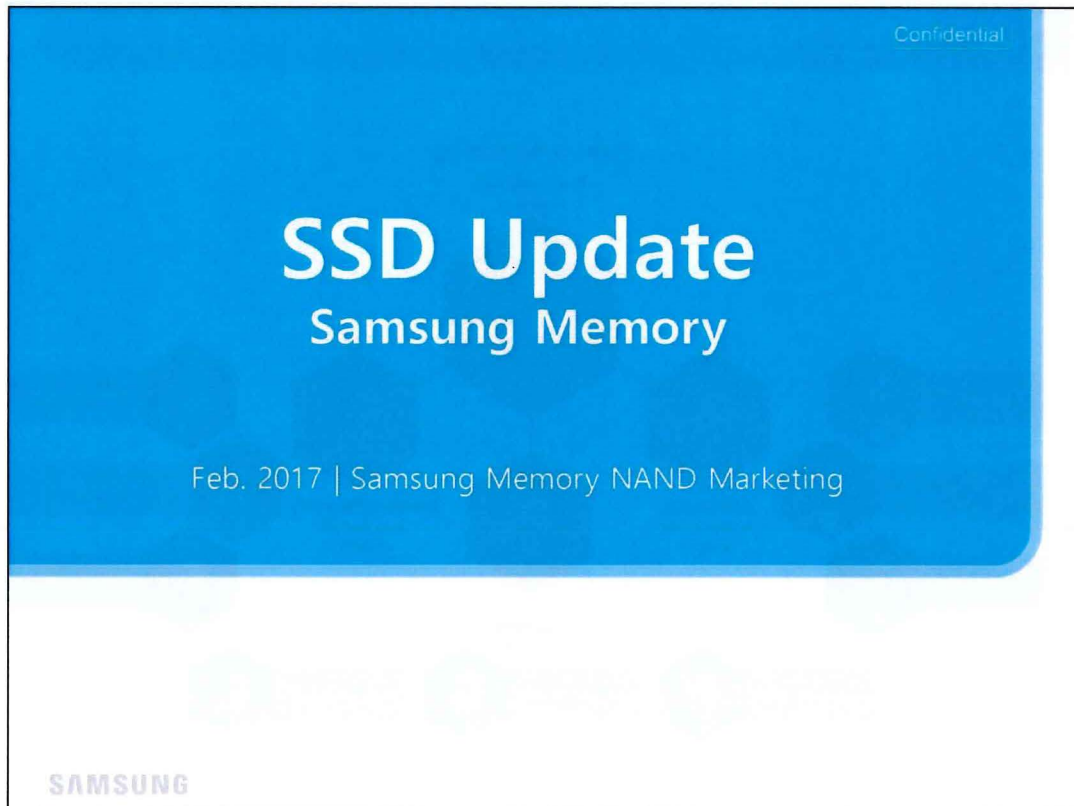 Confidential
SSD Update
Samsung Memory
Feb. 2017 | Samsung Memory NAND Marketing
SAMSUNG